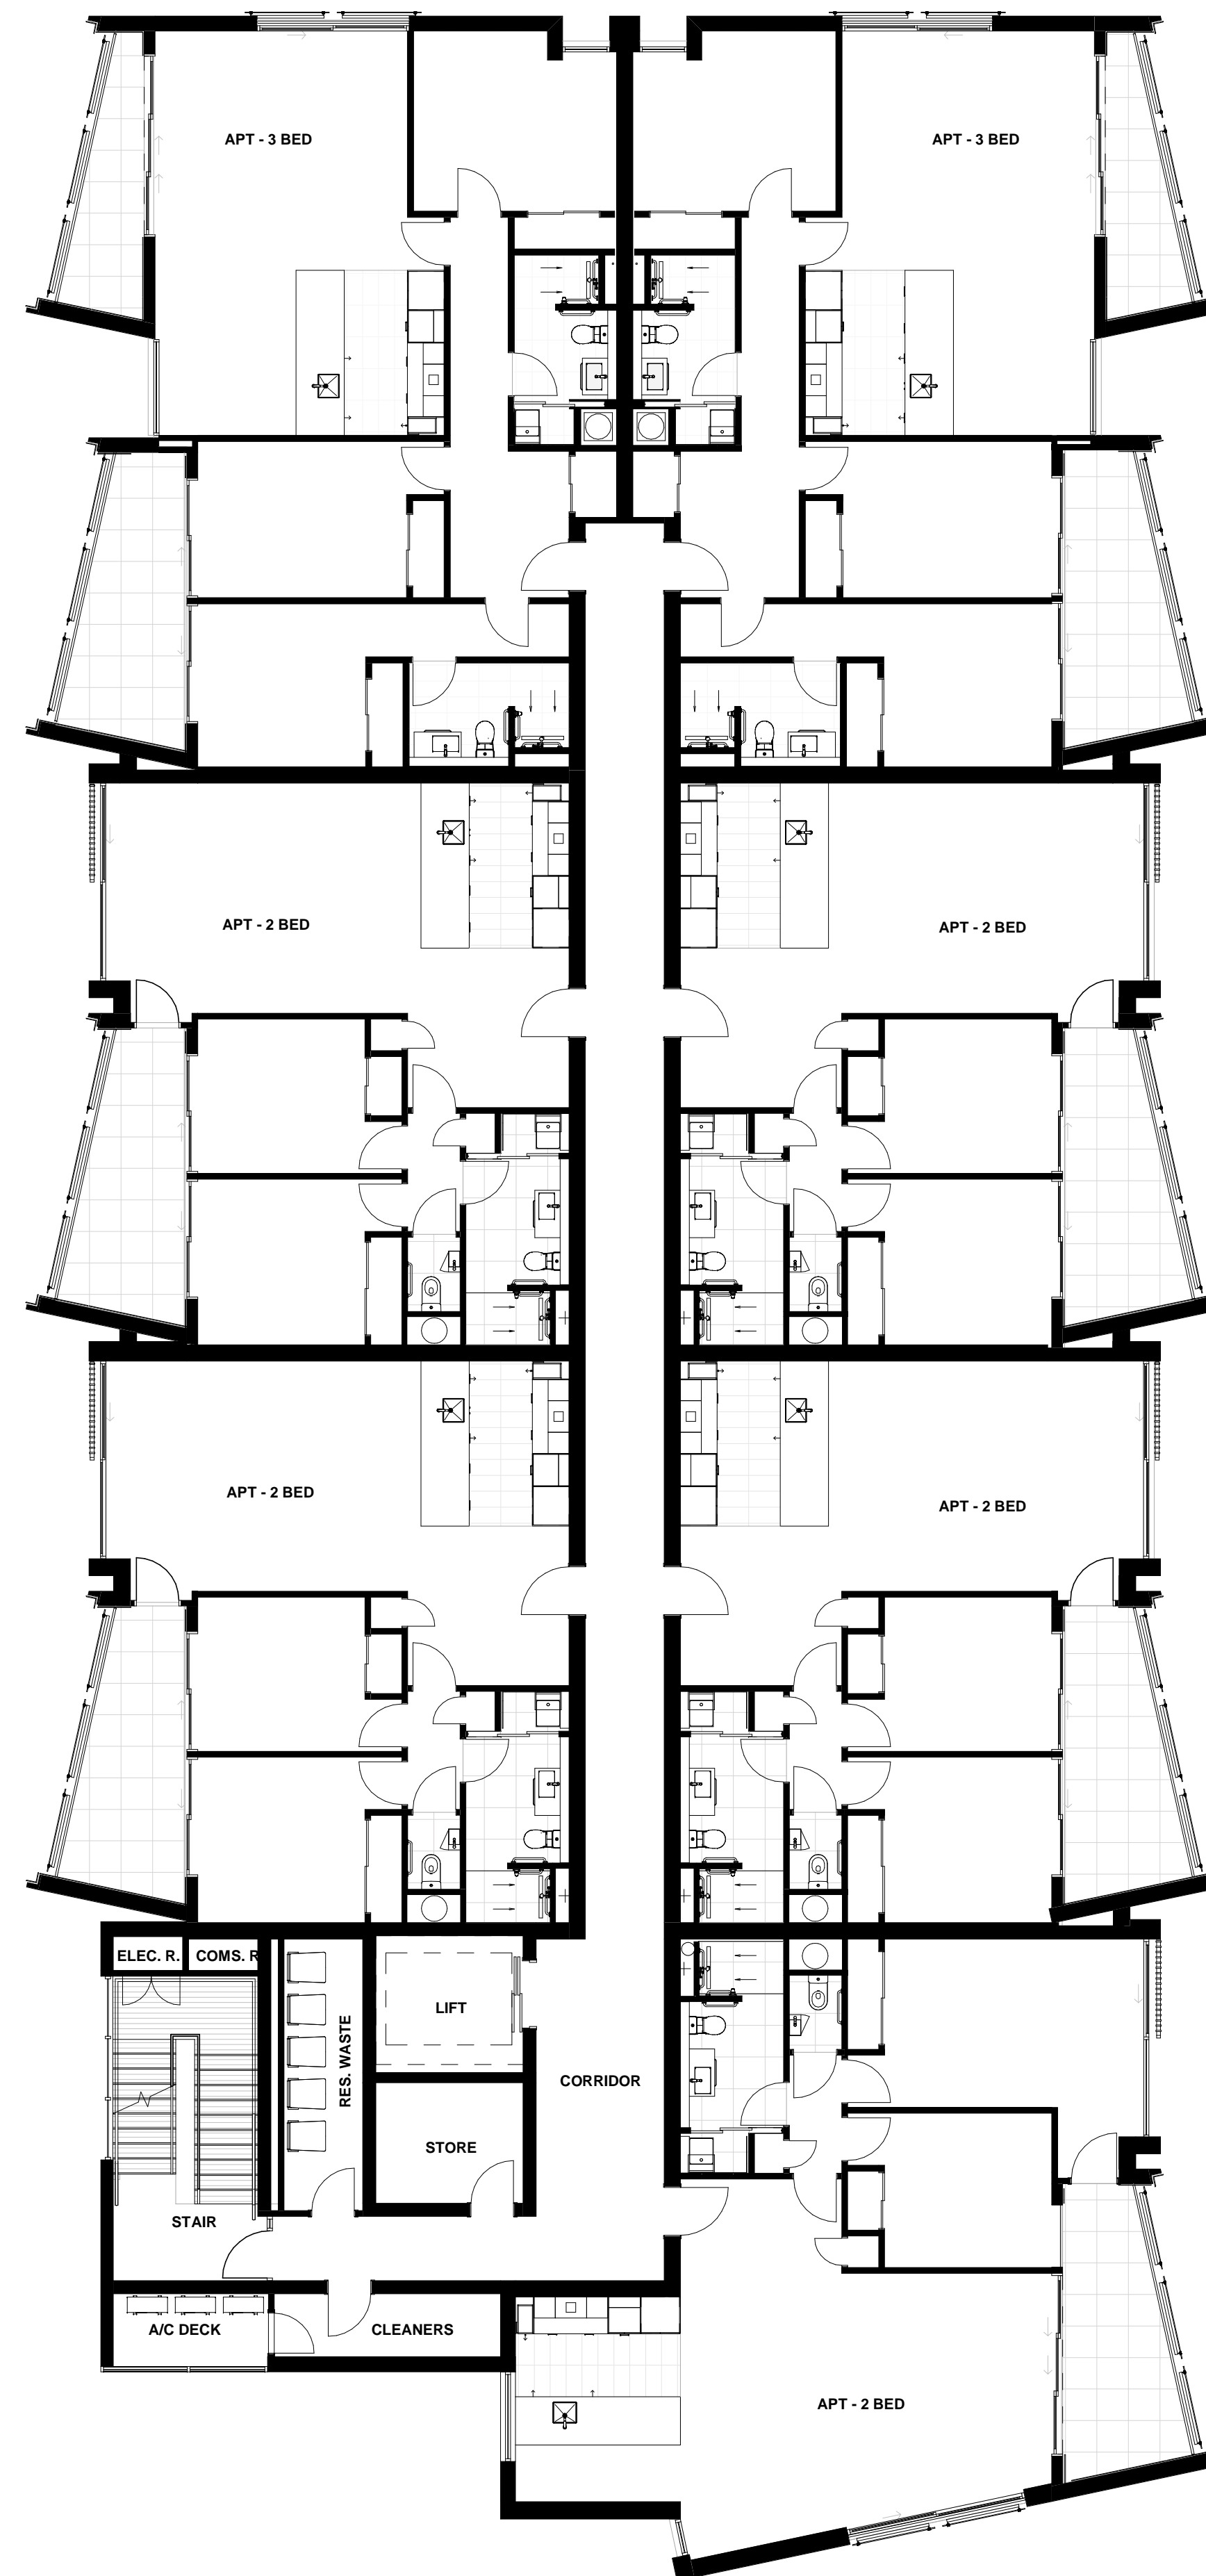 APT - 3 BED
APT - 3 BED
APT - 2 BED
APT - 2 BED
APT - 2 BED
APT - 2 BED
ELEC. R.
COMS. R
LIFT
RES. WASTE
CORRIDOR
STORE
STAIR
A/C DECK
CLEANERS
APT - 2 BED